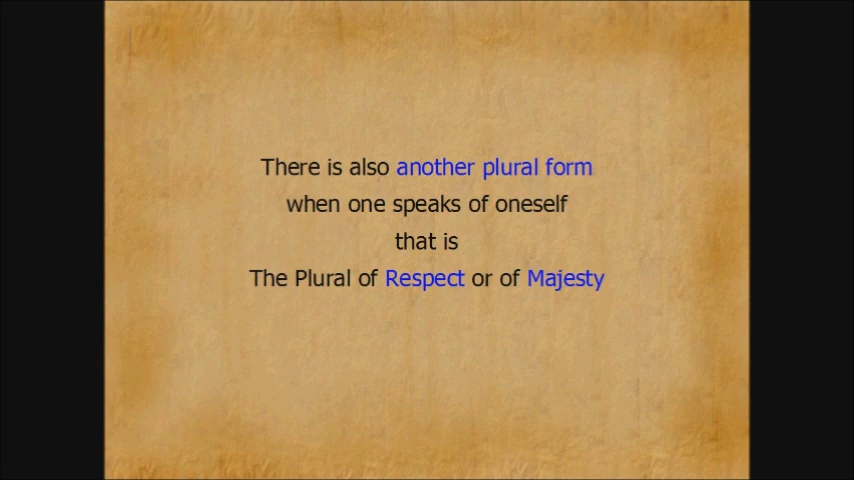 There is also another plural form
when one speaks of oneself
that is
The Plural of Respect or of Majesty